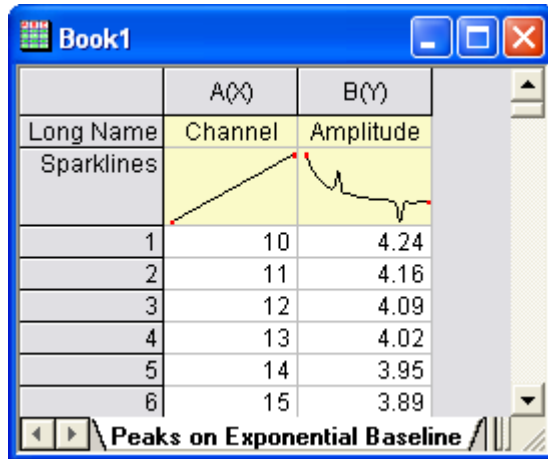 Book1
A(X) B(Y)
Long Name Channel Amplitude
Sparklines
1 10 4.24
2 11 4.16
3 12 4.09
4 13 4.02
5 14 3.95
6 15 3.89
Peaks on Exponential Baseline